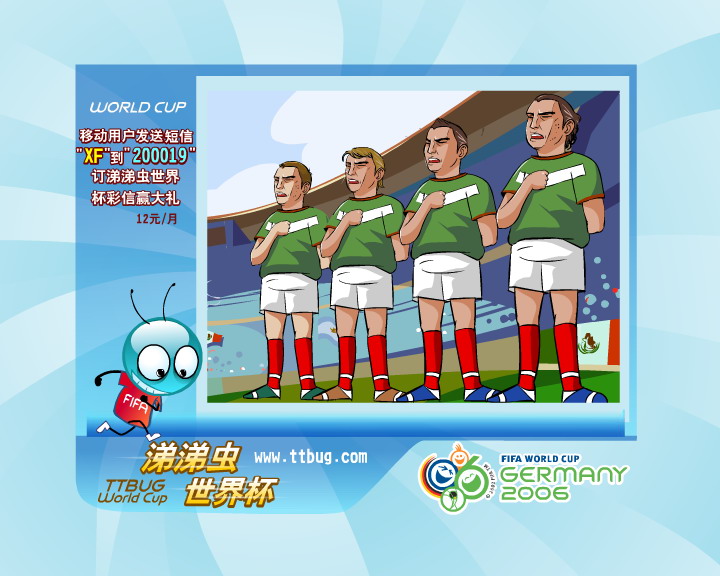 WORLD CUP
移动用户发送短信
"XF"到"200019"
订涕涕虫世界
杯彩信赢大礼
12元/月
FIFA
涕涕虫
世界杯
www.ttbug.com
TTBUG
World Cup
FIFA WORLD CUP
GERMANY
2006